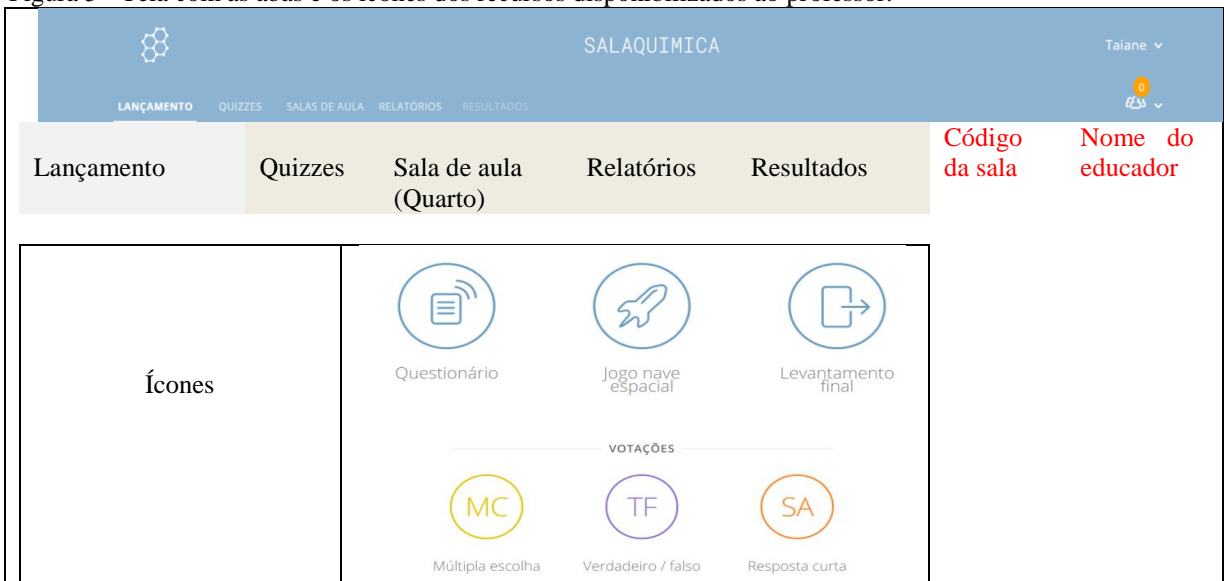 Figura 3 – Tela com as abas e os ícones dos recursos disponibilizados ao professor.
SALAQUIMICA
Taiane
0
LANÇAMENTO QUIZZES SALAS DE AULA RELATÓRIOS RESULTADOS
Lançamento
Quizzes
Sala de aula
(Quarto)
Relatórios
Resultados
Código
da sala
Nome do
educador
Ícones
Questionário
Jogo nave
espacial
Levantamento
final
VOTAÇÕES
MC
TF
SA
Múltipla escolha
Verdadeiro / falso
Resposta curta